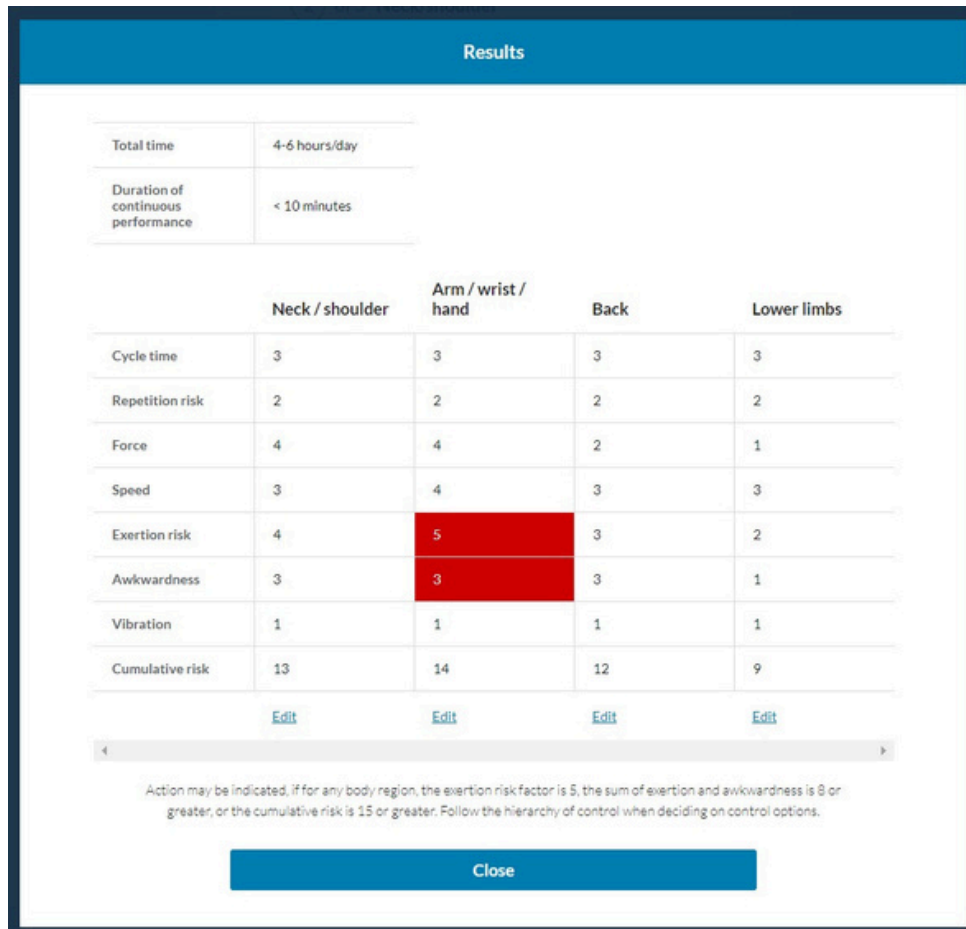 Results
Total time 4-6 hours/day
Duration of
continuous
performance < 10 minutes
Neck / shoulder Arm / wrist /
hand Back Lower limbs
Cycle time 3 3 3 3
Repetition risk 2 2 2 2
Force 4 4 2 1
Speed 3 4 3 3
Exertion risk 4 5 3 2
Awkwardness 3 3 3 1
Vibration 1 1 1 1
Cumulative risk 13 14 12 9
Edit Edit Edit Edit
Action may be indicated, if for any body region, the exertion risk factor is 5, the sum of exertion and awkwardness is 8 or
greater, or the cumulative risk is 15 or greater. Follow the hierarchy of control when deciding on control options.
Close